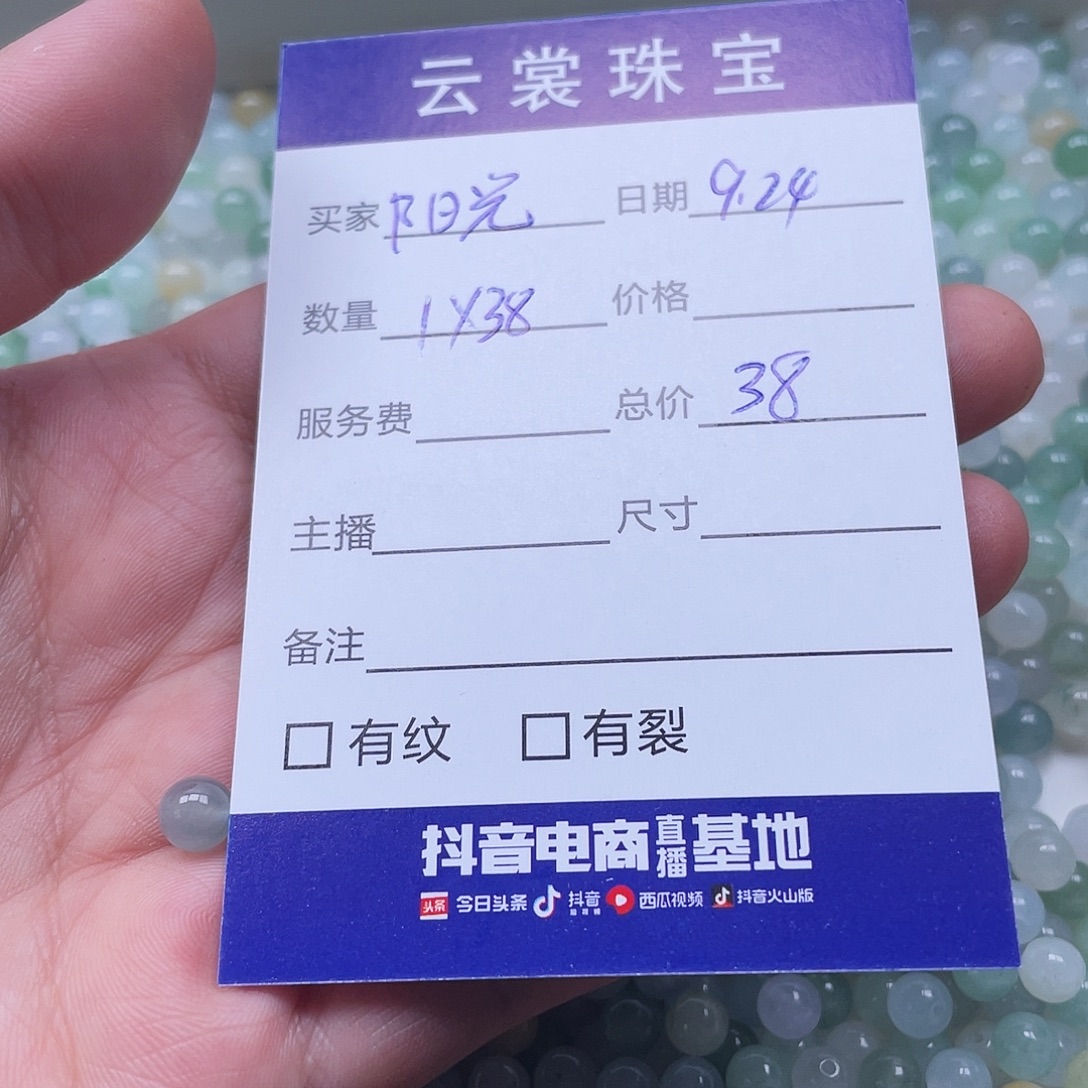 云裳珠宝
买家 阳光 日期 9.24
数量 1X38 价格
服务费 总价 38
主播 尺寸
备注
有纹 有裂
抖音电商直播基地
头条 今日头条 抖音 西瓜视频 抖音火山版